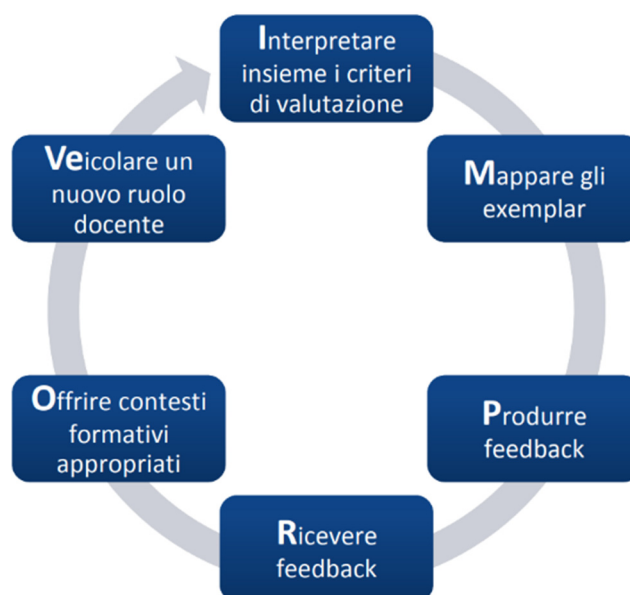 Interpretare
insieme i criteri
di valutazione
Mappare gli
exemplar
Produrre
feedback
Ricevere
feedback
Offrire contesti
formativi
appropriati
Veicolare un
nuovo ruolo
docente